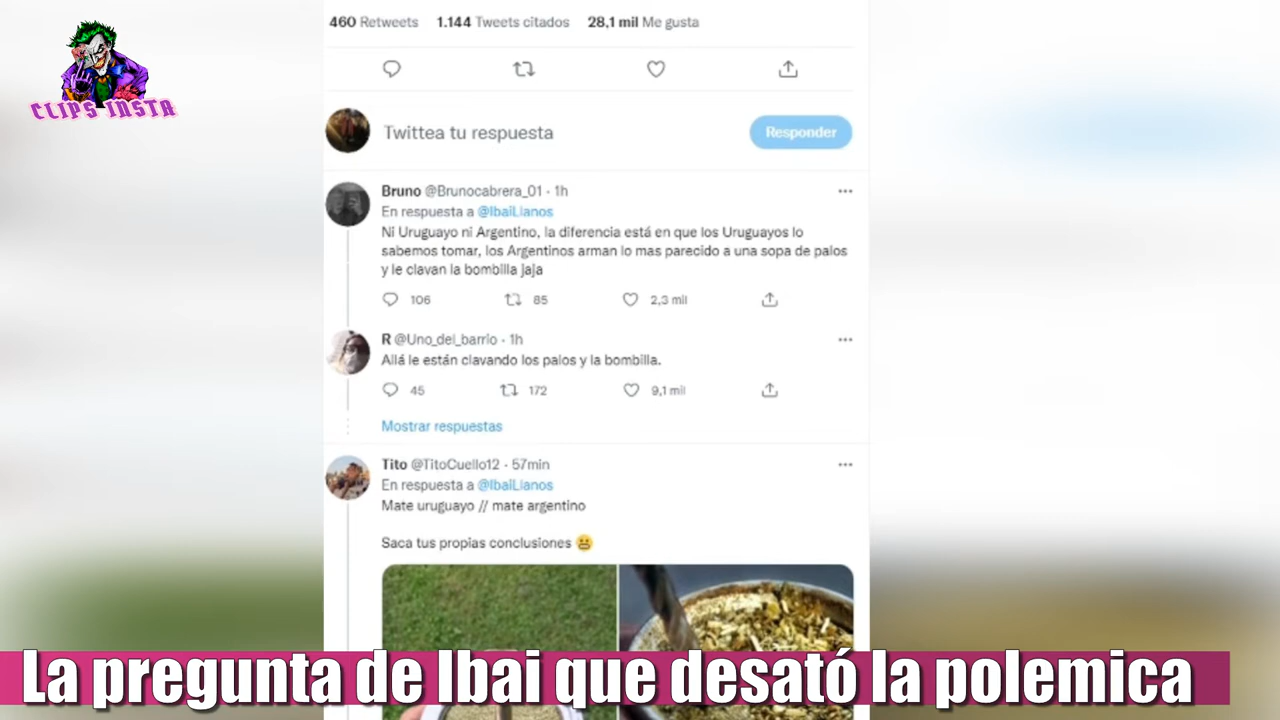 460 Retweets 1.144 Tweets citados 28,1 mil Me gusta
CLIPS INSTA
Twittea tu respuesta
Responder
Bruno @Brunocabrera_01 · 1h
En respuesta a @IbaiLlanos
Ni Uruguayo ni Argentino, la diferencia está en que los Uruguayos lo
sabemos tomar, los Argentinos arman lo mas parecido a una sopa de palos
y le clavan la bombilla jaja
106 85 2,3 mil
R @Uno_del_barrio · 1h
Allá le están clavando los palos y la bombilla.
45 172 9,1 mil
Mostrar respuestas
Tito @TitoCuello12 · 57min
En respuesta a @IbaiLlanos
Mate uruguayo // mate argentino
Saca tus propias conclusiones 😬
La pregunta de Ibai que desató la polemica